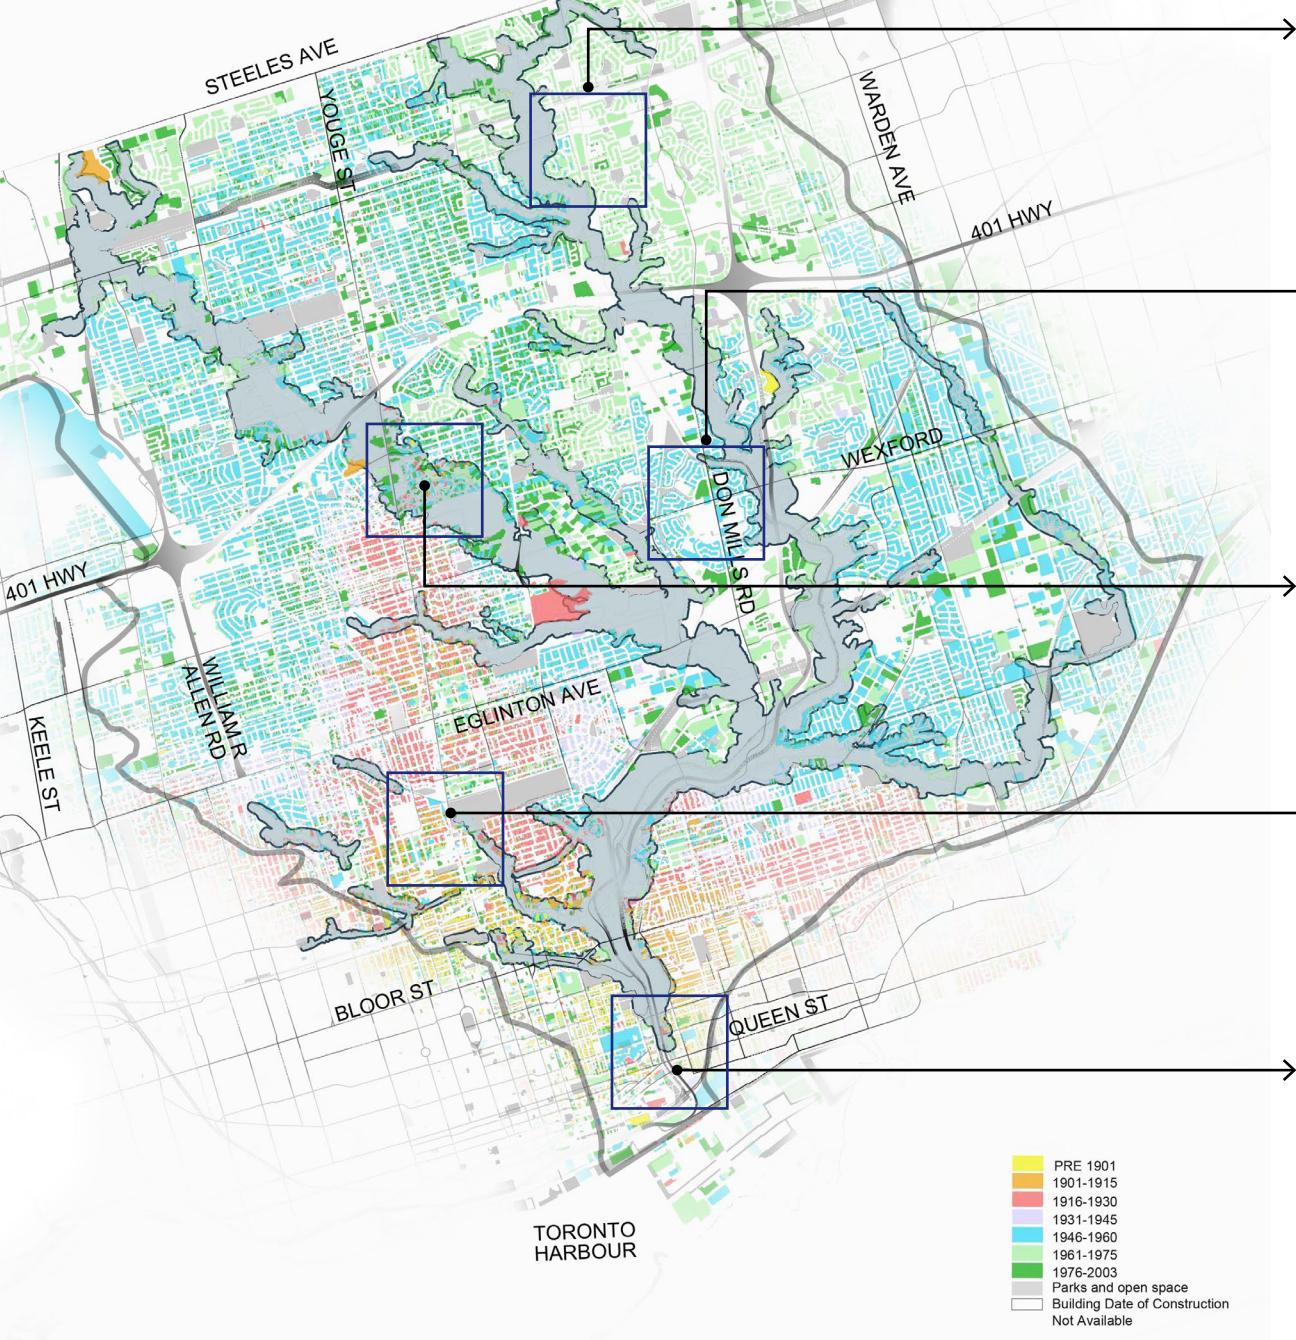 STEELES AVE
YOUGE ST
WARDEN AVE
401 HWY
WEXFORD
DON MILLS RD
401 HWY
WILLIAM R
ALLEN RD
KEELE ST
EGLINTON AVE
BLOOR ST
QUEEN ST
TORONTO
HARBOUR
PRE 1901
1901-1915
1916-1930
1931-1945
1946-1960
1961-1975
1976-2003
Parks and open space
Building Date of Construction
Not Available